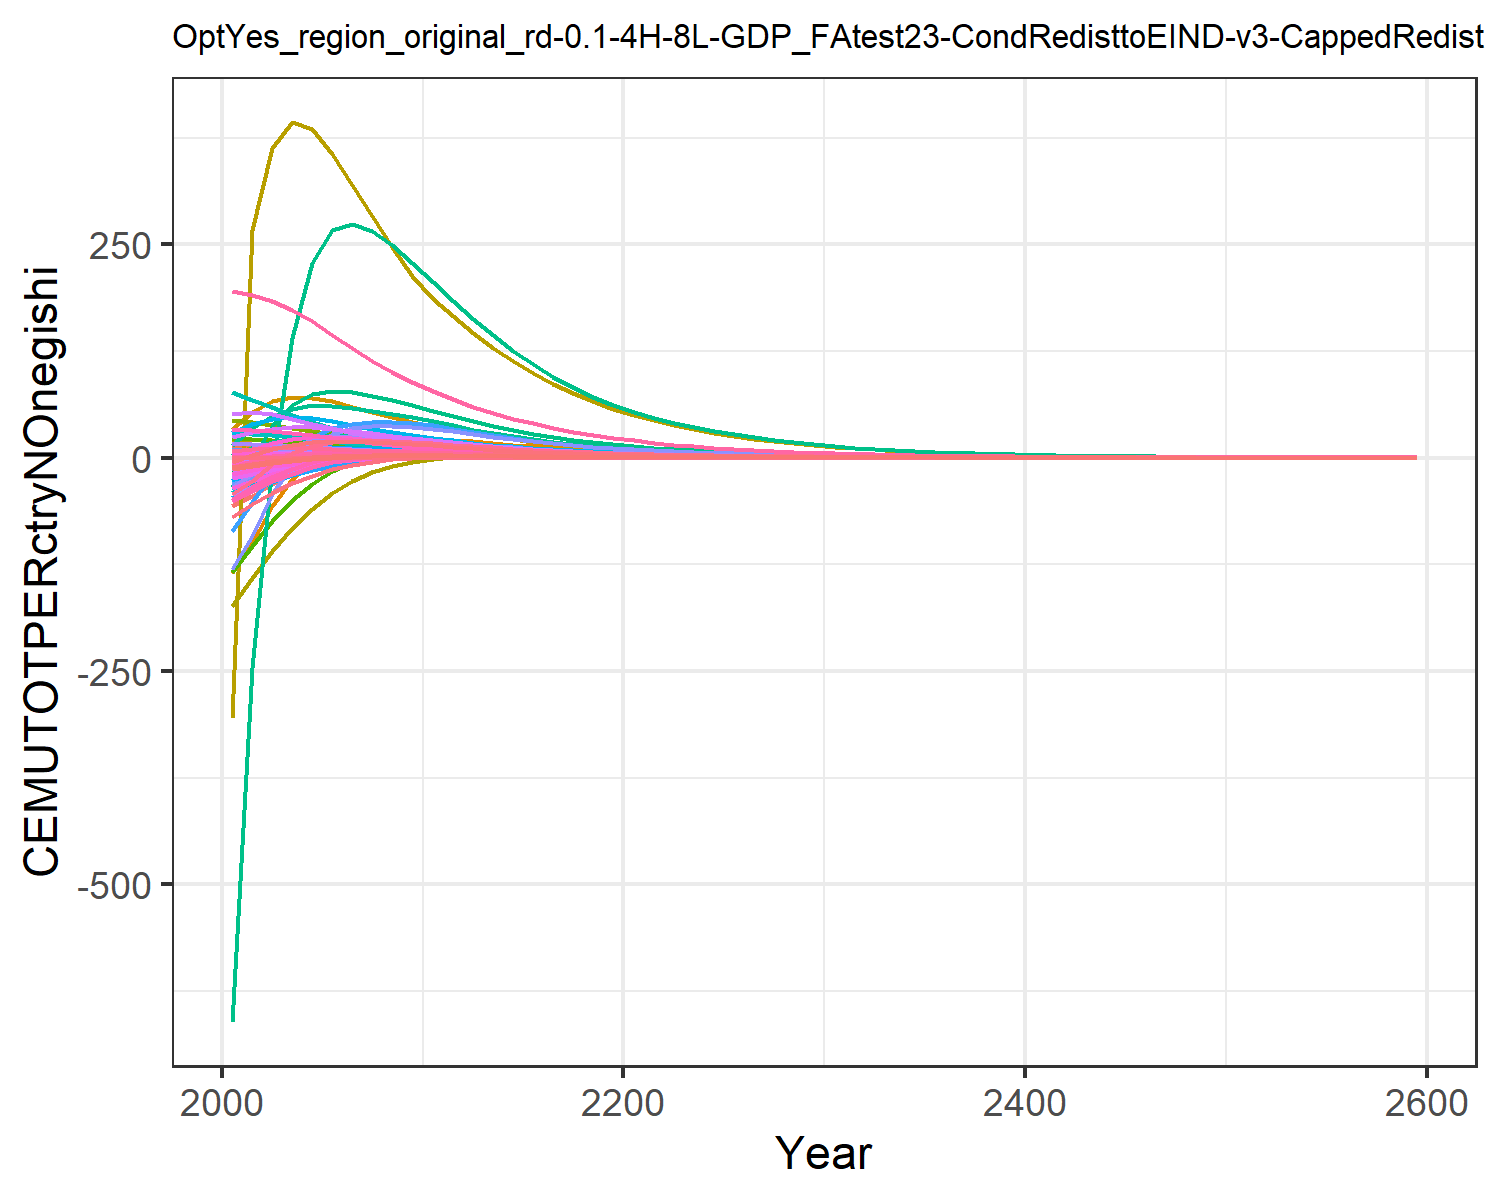 OptYes_region_original_rd-0.1-4H-8L-GDP_FAtest23-CondRedisttoEIND-v3-CappedRedist
CEMUTOTPERctryNOnegishi
250
0
-250
-500
2000 2200 2400 2600
Year